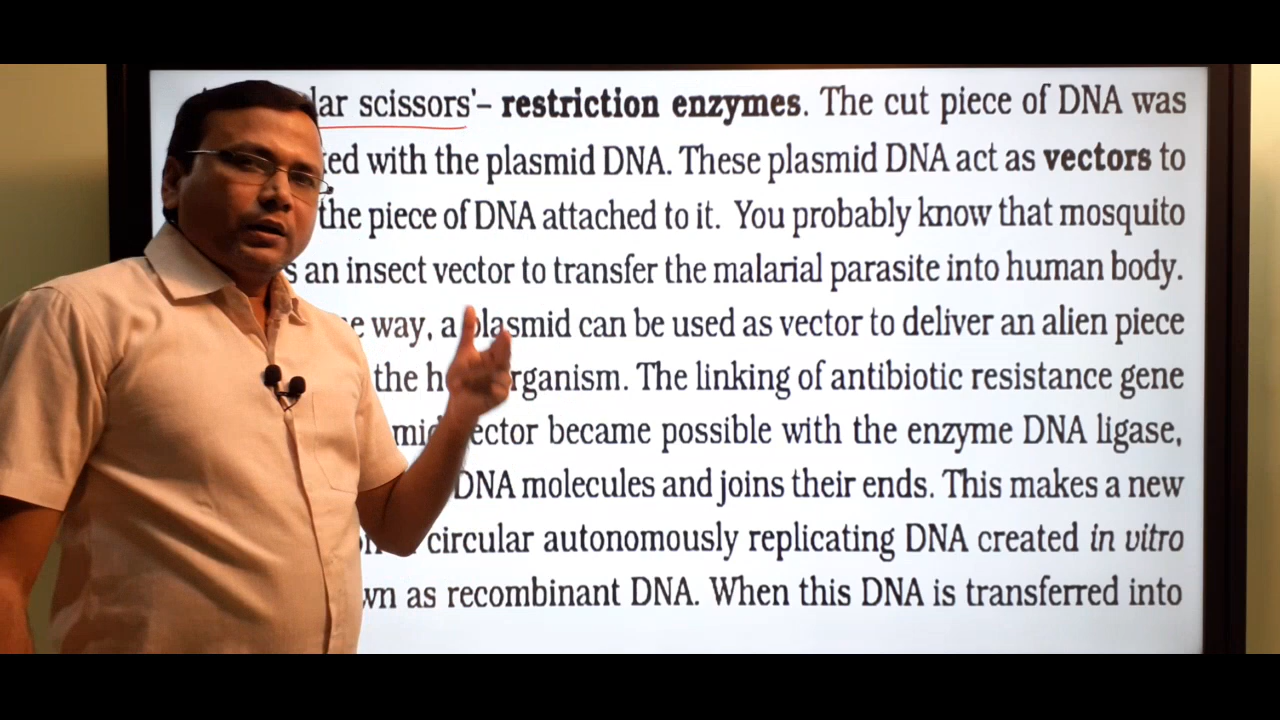 lar scissors'– restriction enzymes. The cut piece of DNA was
ed with the plasmid DNA. These plasmid DNA act as vectors to
the piece of DNA attached to it. You probably know that mosquito
s an insect vector to transfer the malarial parasite into human body.
e way, a plasmid can be used as vector to deliver an alien piece
the h rganism. The linking of antibiotic resistance gene
mid ector became possible with the enzyme DNA ligase,
DNA molecules and joins their ends. This makes a new
circular autonomously replicating DNA created in vitro
wn as recombinant DNA. When this DNA is transferred into